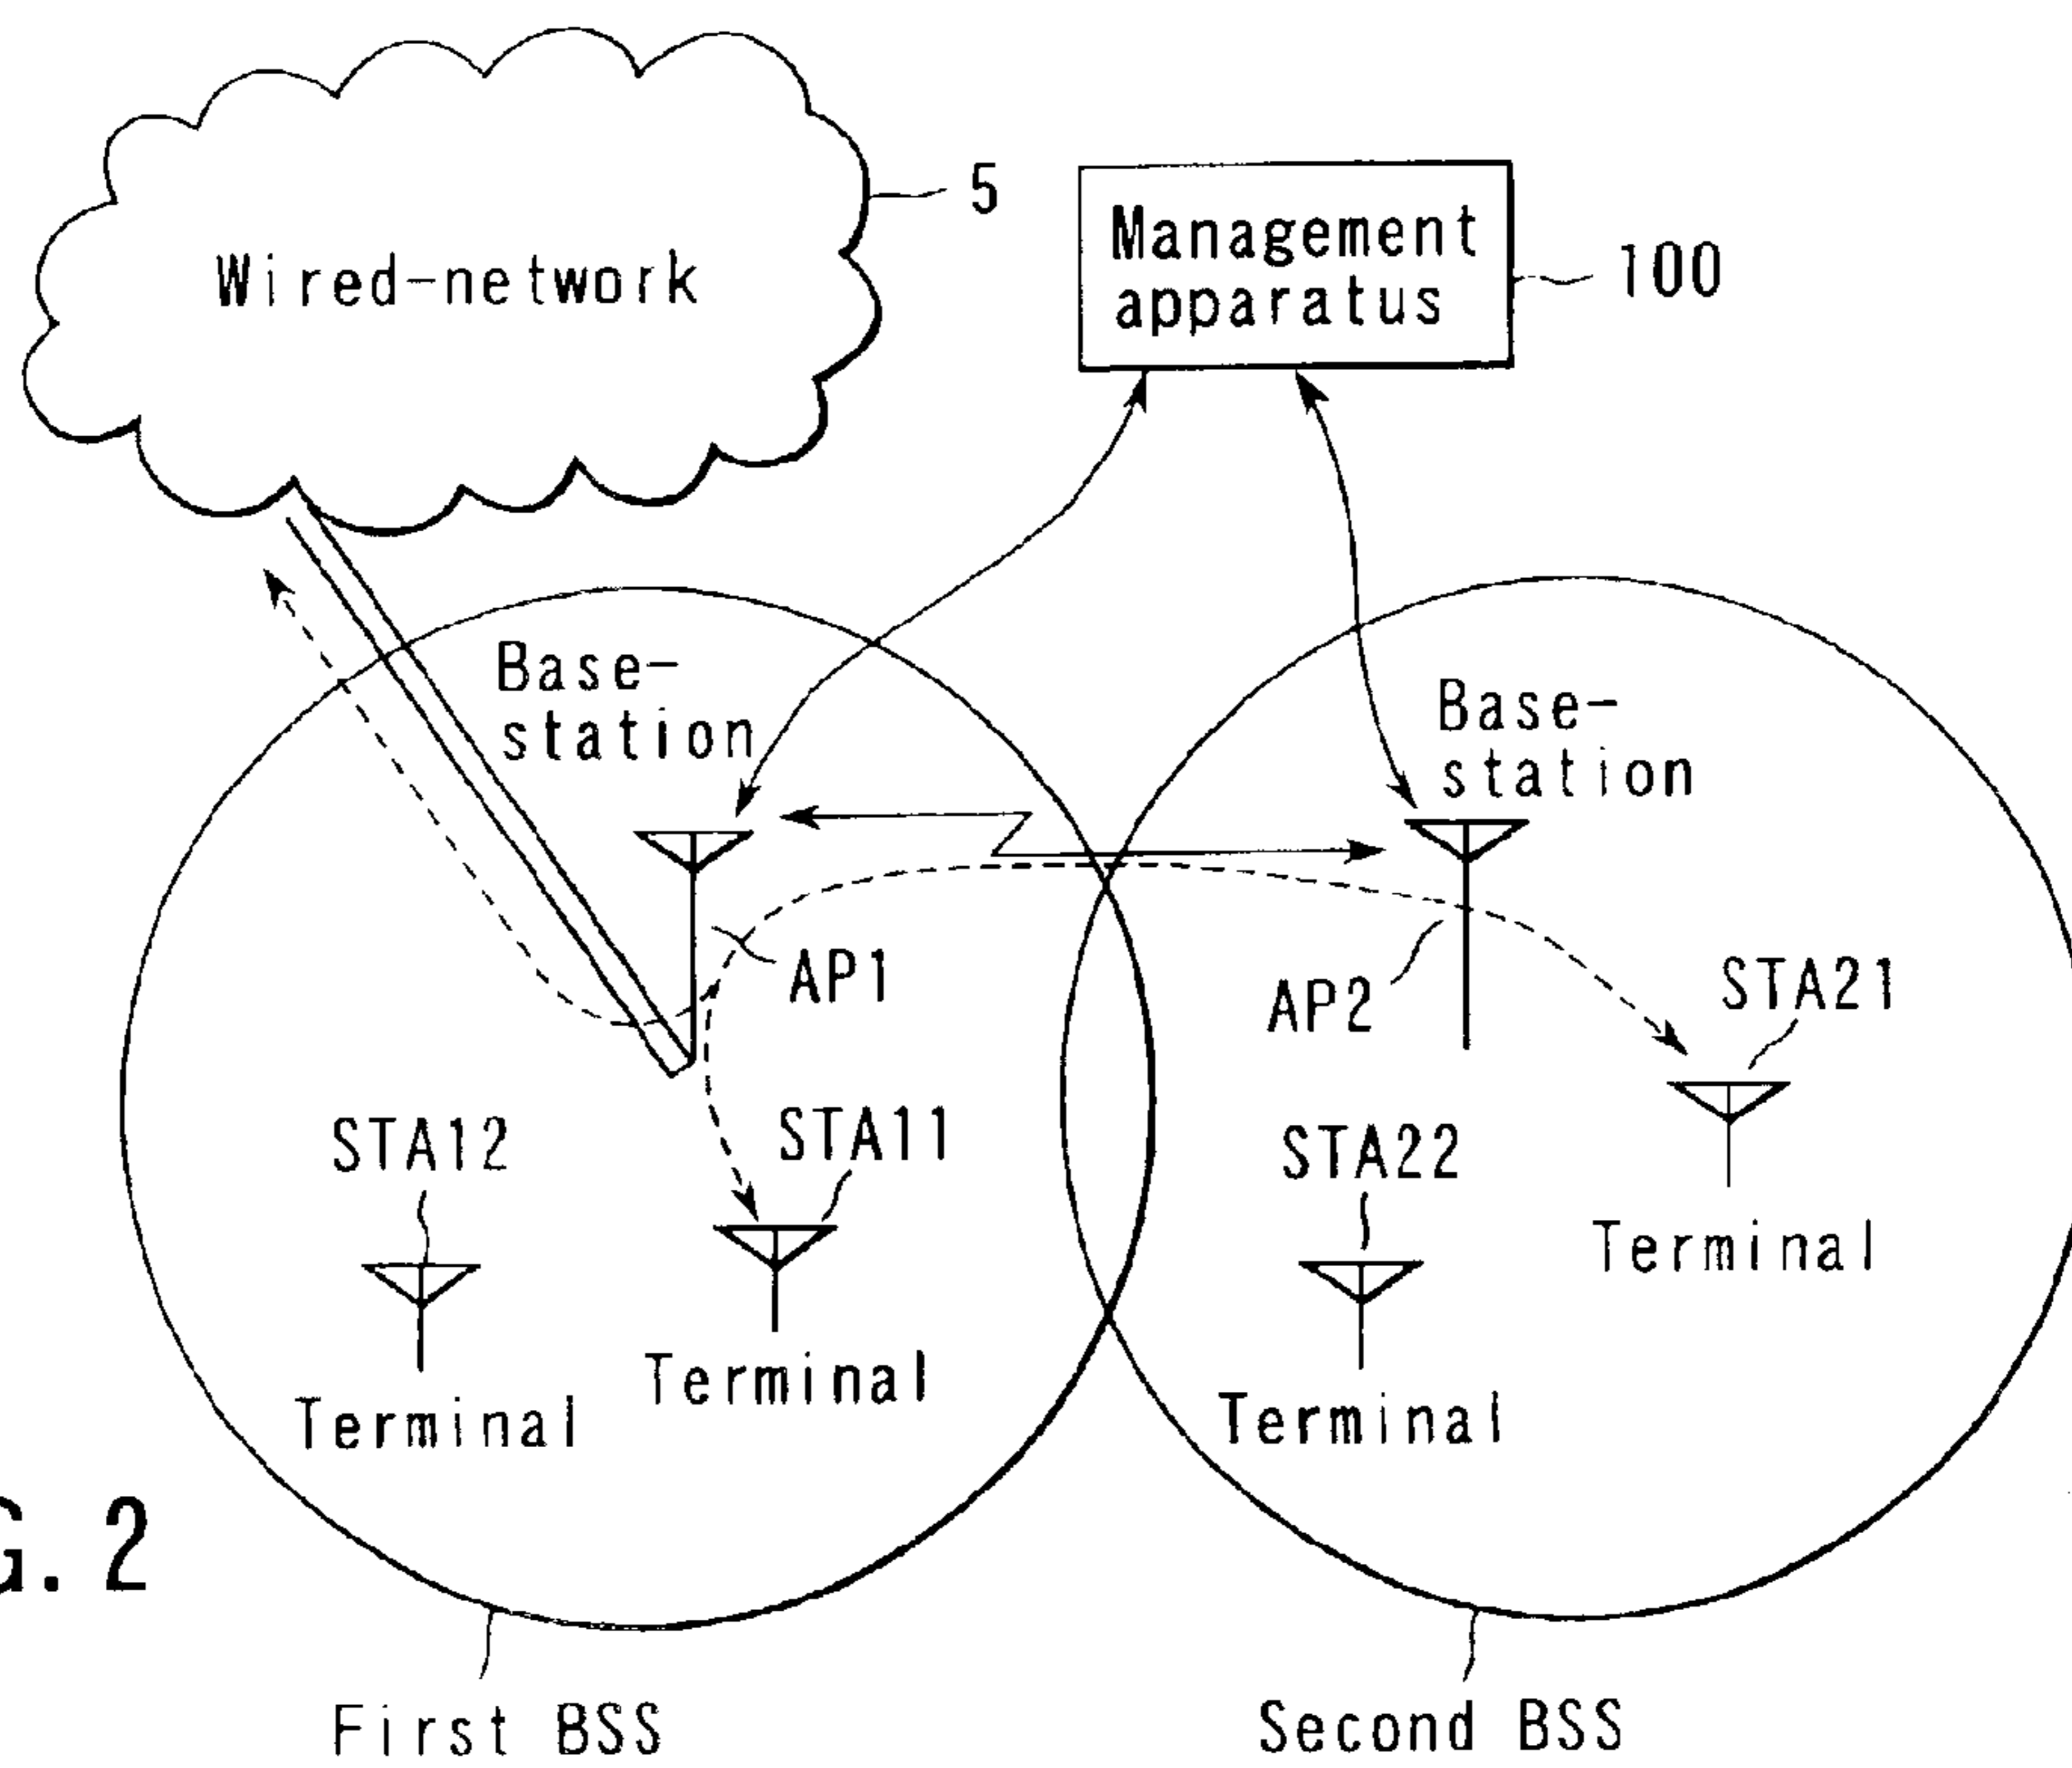 5
Wired-network
Management
apparatus
100
Base-
station
Base-
station
AP1
AP2
STA21
STA12
STA11
STA22
Terminal
Terminal
Terminal
Terminal
G. 2
First BSS
Second BSS